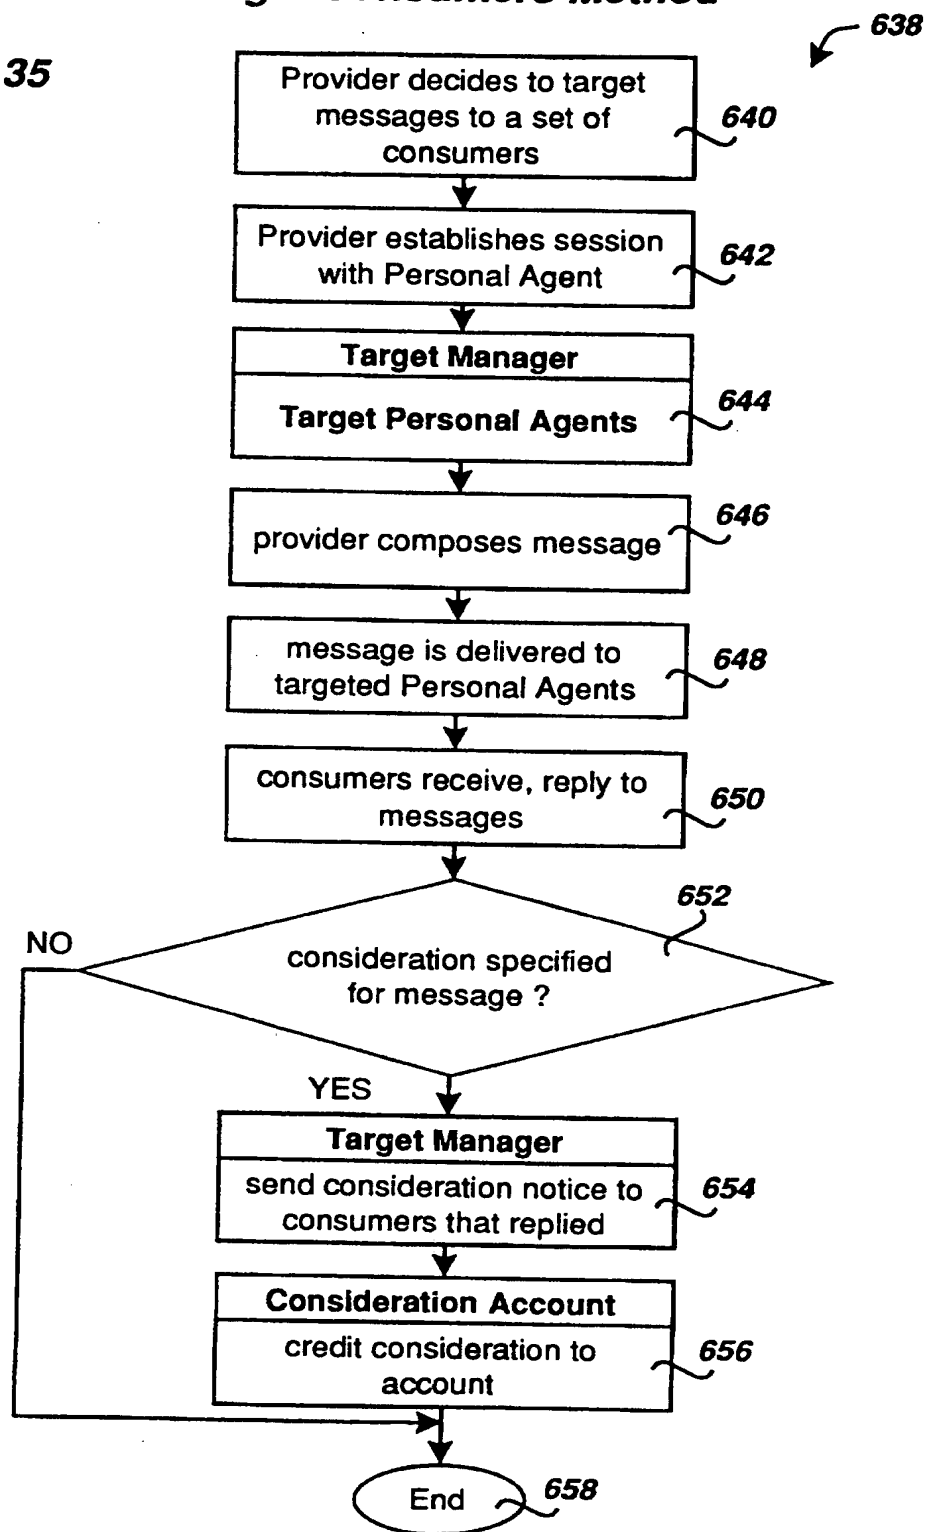 Consumers Method
638
35
Provider decides to target
messages to a set of
consumers
640
Provider establishes session
with Personal Agent
642
Target Manager
Target Personal Agents
644
provider composes message
646
message is delivered to
targeted Personal Agents
648
consumers receive, reply to
messages
650
652
NO
consideration specified
for message ?
YES
Target Manager
send consideration notice to
consumers that replied
654
Consideration Account
credit consideration to
account
656
End
658